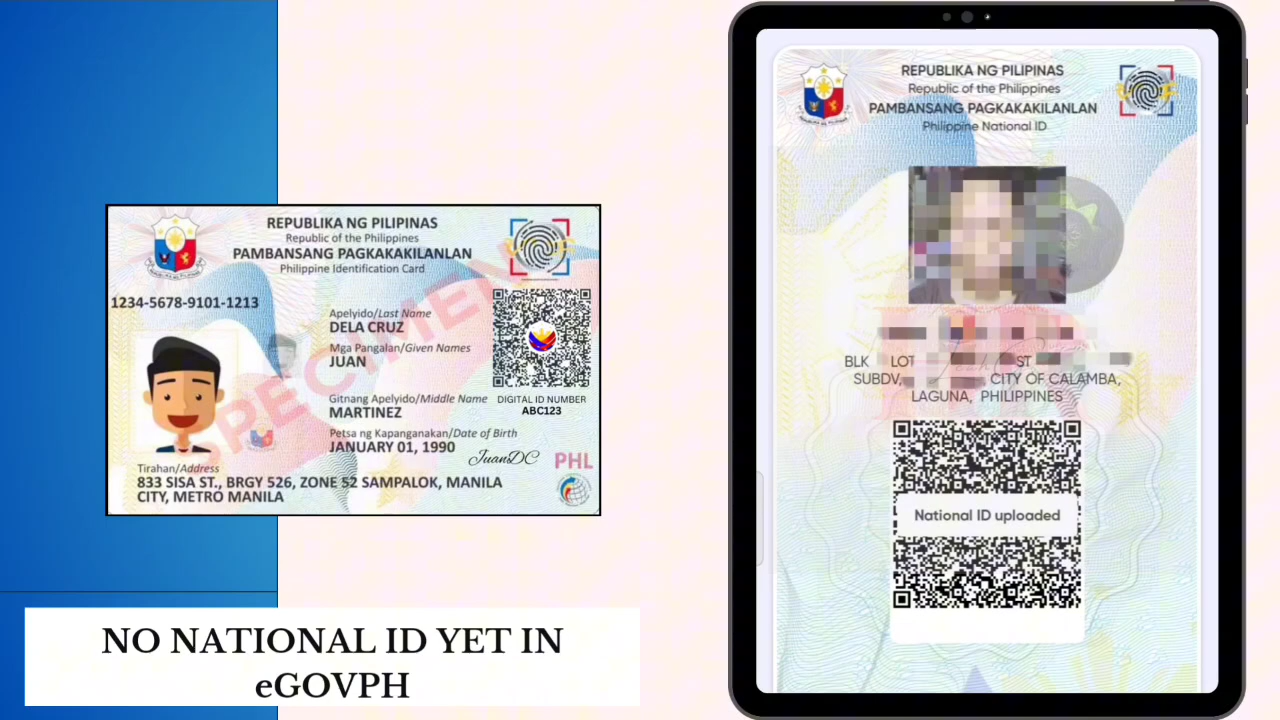 REPUBLIKA NG PILIPINAS
Republic of the Philippines
PAMBANSANG PAGKAKAKILANLAN
Philippine Identification Card
1234-5678-9101-1213
Apelyido/Last Name
DELA CRUZ
Mga Pangalan/Given Names
JUAN
Gitnang Apelyido/Middle Name
MARTINEZ
Petsa ng Kapanganakan/Date of Birth
JANUARY 01, 1990
DIGITAL ID NUMBER
ABC123
JuanDC
PHL
Tirahan/Address
833 SISA ST., BRGY 526, ZONE 52 SAMPALOK, MANILA
CITY, METRO MANILA
SPECIMEN
NO NATIONAL ID YET IN
eGOVPH
REPUBLIKA NG PILIPINAS
Republic of the Philippines
PAMBANSANG PAGKAKAKILANLAN
Philippine National ID
BLK LOT ST
SUBDV, CITY OF CALAMBA,
LAGUNA, PHILIPPINES
National ID uploaded